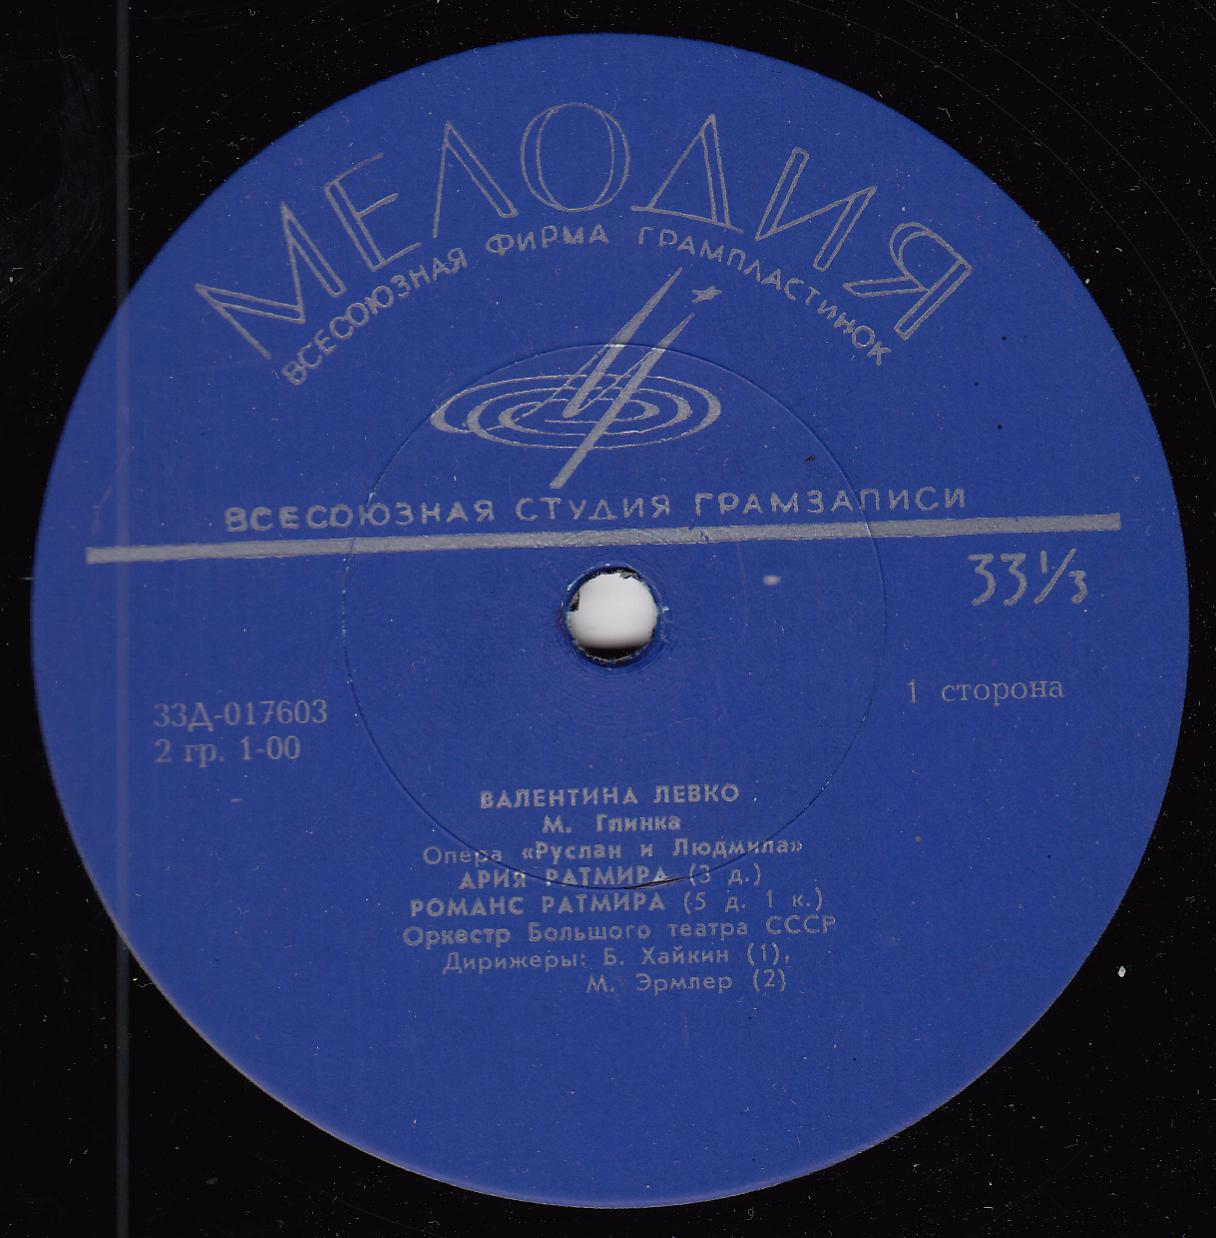 МЕЛОДИЯ
ВСЕСОЮЗНАЯ ФИРМА ГРАМПЛАСТИНОК
ВСЕСОЮЗНАЯ СТУДИЯ ГРАМЗАПИСИ
33 1/3
33Д-017603
2 гр. 1-00
1 сторона
ВАЛЕНТИНА ЛЕВКО
М. Глинка
Опера «Руслан и Людмила»
АРИЯ РАТМИРА (3 д.)
РОМАНС РАТМИРА (5 д. 1 к.)
Оркестр Большого театра СССР
Дирижеры: Б. Хайкин (1),
М. Эрмлер (2)